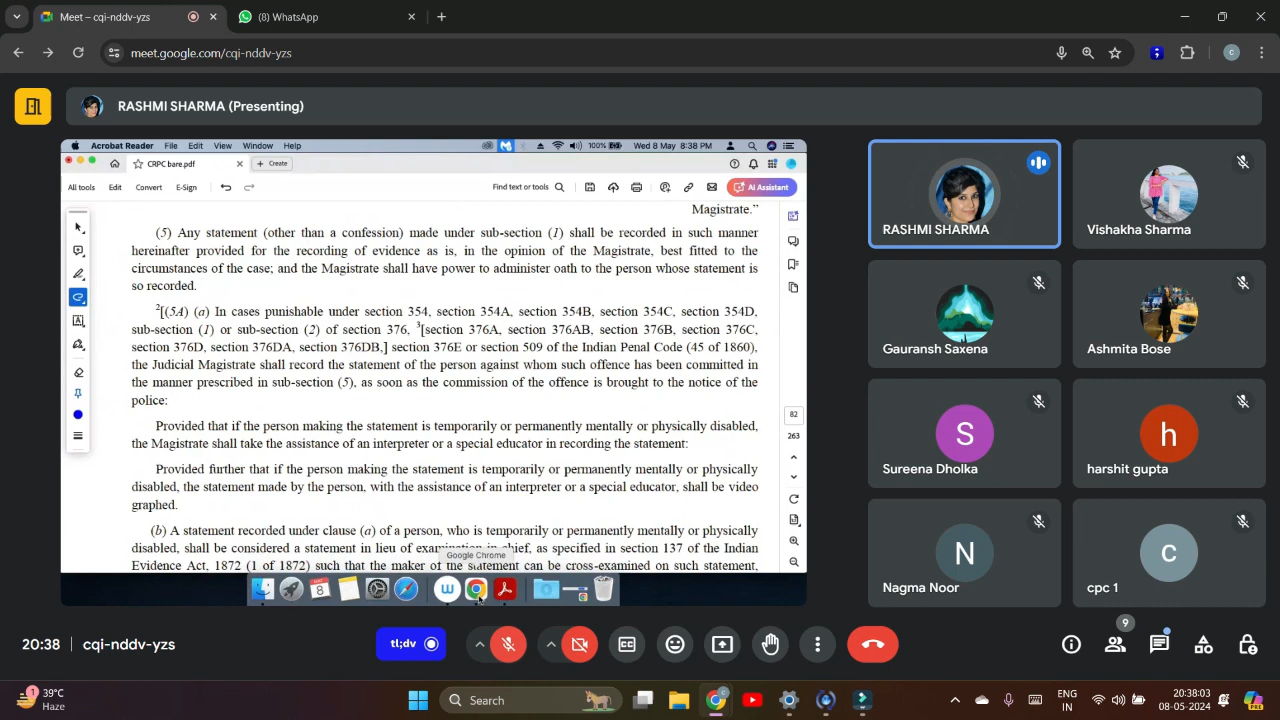 Meet – cqi-nddv-yzs
(8) WhatsApp
meet.google.com/cqi-nddv-yzs
c
RASHMI SHARMA (Presenting)
Acrobat Reader File Edit View Window Help
100% Wed 8 May 8:38 PM
CRPC bare.pdf
Create
All tools Edit Convert E-Sign
Find text or tools
AI Assistant
Magistrate.”
(5) Any statement (other than a confession) made under sub-section (1) shall be recorded in such manner
hereinafter provided for the recording of evidence as is, in the opinion of the Magistrate, best fitted to the
circumstances of the case; and the Magistrate shall have power to administer oath to the person whose statement is
so recorded.
2[(5A) (a) In cases punishable under section 354, section 354A, section 354B, section 354C, section 354D,
sub-section (1) or sub-section (2) of section 376, 3[section 376A, section 376AB, section 376B, section 376C,
section 376D, section 376DA, section 376DB,] section 376E or section 509 of the Indian Penal Code (45 of 1860),
the Judicial Magistrate shall record the statement of the person against whom such offence has been committed in
the manner prescribed in sub-section (5), as soon as the commission of the offence is brought to the notice of the
police:
Provided that if the person making the statement is temporarily or permanently mentally or physically disabled,
the Magistrate shall take the assistance of an interpreter or a special educator in recording the statement:
Provided further that if the person making the statement is temporarily or permanently mentally or physically
disabled, the statement made by the person, with the assistance of an interpreter or a special educator, shall be video
graphed.
(b) A statement recorded under clause (a) of a person, who is temporarily or permanently mentally or physically
disabled, shall be considered a statement in lieu of examination in chief, as specified in section 137 of the Indian
Evidence Act, 1872 (1 of 1872) such that the maker of the statement can be cross-examined on such statement,
Google Chrome
82
263
8
W
RASHMI SHARMA
Vishakha Sharma
Gauransh Saxena
Ashmita Bose
S
Sureena Dholka
h
harshit gupta
N
Nagma Noor
c
cpc 1
20:38 cqi-nddv-yzs
tl;dv
9
1
39°C
Haze
Search
ENG
IN
20:38:03
08-05-2024